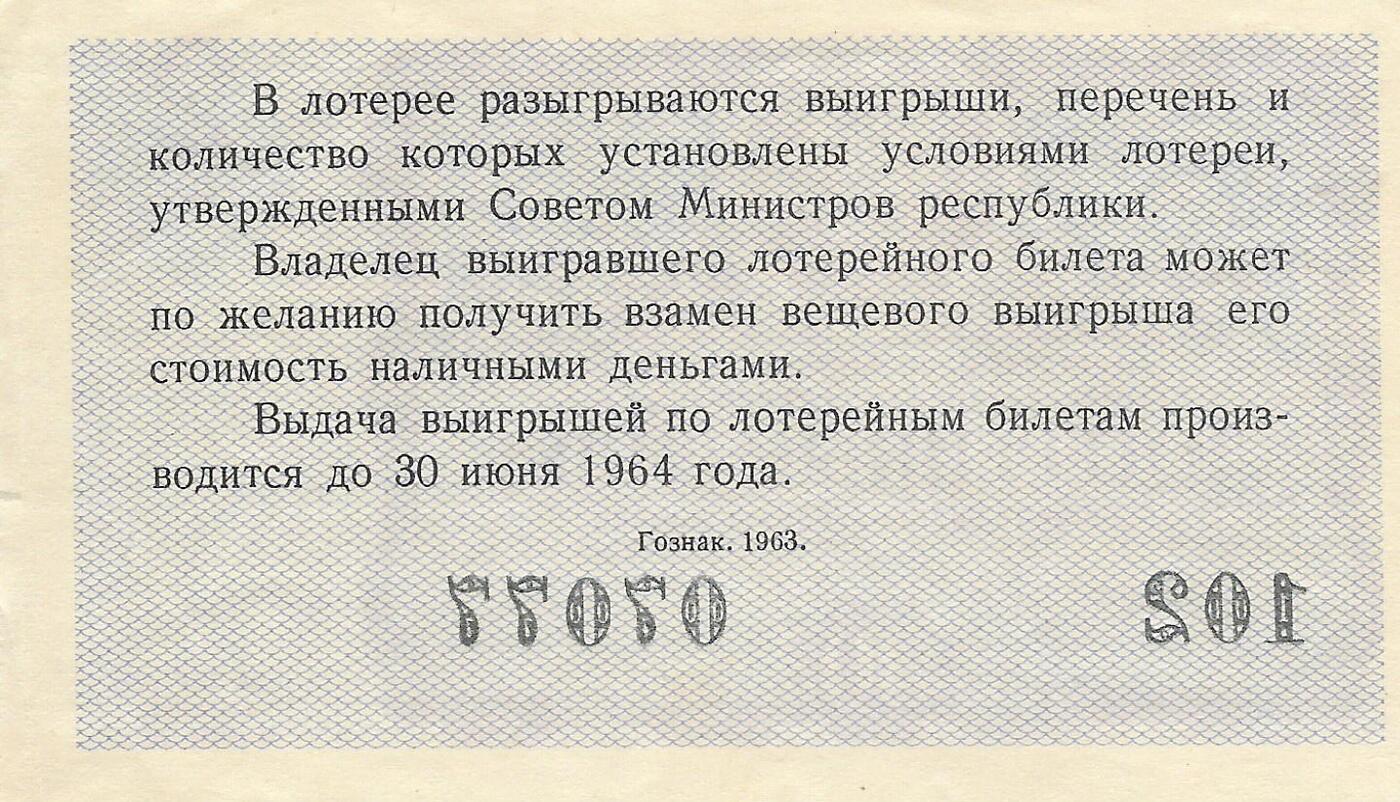 В лотерее разыгрываются выигрыши, перечень и
количество которых установлены условиями лотереи,
утвержденными Советом Министров республики.
Владелец выигравшего лотерейного билета может
по желанию получить взамен вещевого выигрыша его
стоимость наличными деньгами.
Выдача выигрышей по лотерейным билетам произ-
водится до 30 июня 1964 года.
Гознак. 1963.
07077 102